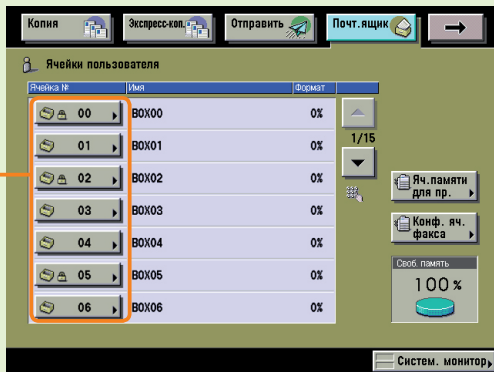 Копия
Экспресс-коп.
Отправить
Почт.ящик
Ячейки пользователя
Ячейка № Имя Формат
00 BOX00 0%
01 BOX01 0%
02 BOX02 0%
03 BOX03 0%
04 BOX04 0%
05 BOX05 0%
06 BOX06 0%
1/15
Яч.памяти
для пр.
Конф. яч.
факса
Своб. память
100%
Систем. монитор